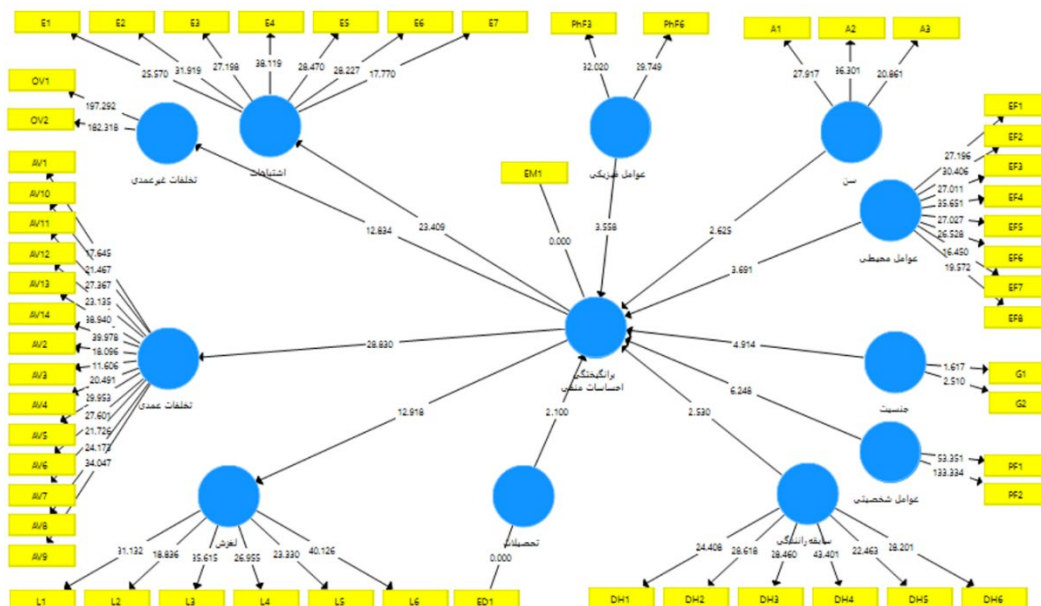 E1 E2 E3 E4 E5 E6 E7 PhF3 PhF6 A1 A2 A3
25.570 31.919 27.198 38.119 28.470 28.227 17.770
32.020 29.749
27.917 36.301 20.861
OV1
OV2
197.292
182.318
تخلفات غیرعمدی
اشتباهات
عوامل فیزیکی
سن
EF1
EF2
EF3
EF4
EF5
EF6
EF7
EF8
27.196
30.406
27.011
35.651
27.027
26.528
16.450
19.572
عوامل محیطی
EM1
0.000
12.834
23.409
3.558
2.625
3.691
AV1
AV10
AV11
AV12
AV13
AV14
AV2
AV3
AV4
AV5
AV6
AV7
AV8
AV9
17.645
21.467
27.367
23.135
38.940
39.978
18.096
11.606
20.491
29.953
27.601
21.726
24.173
34.047
تخلفات عمدی
28.830
برانگیختگی
احساسات منفی
4.914
1.617
2.510
G1
G2
جنسیت
6.248
53.351
133.334
PF1
PF2
عوامل شخصیتی
12.918
2.100
2.530
لغزش
تحصیلات
سابقه رانندگی
31.132 18.836 35.615 26.955 23.330 40.126
0.000
24.408 28.618 28.460 43.401 22.463 28.201
L1 L2 L3 L4 L5 L6 ED1 DH1 DH2 DH3 DH4 DH5 DH6